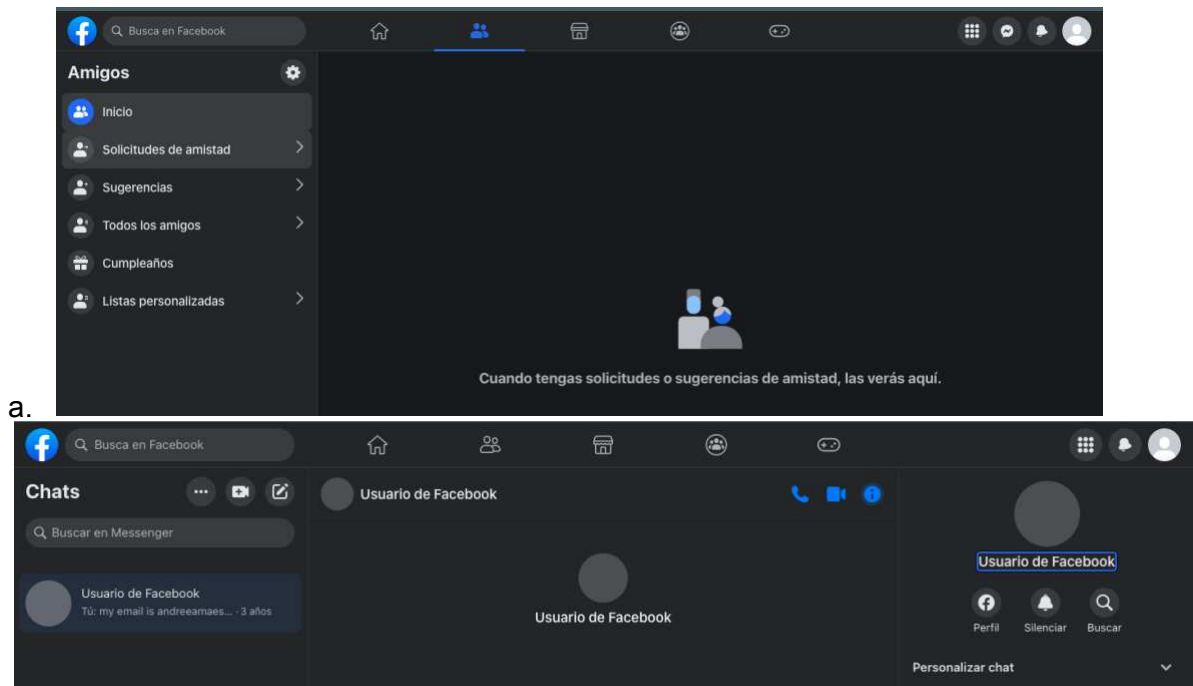 Busca en Facebook
Amigos
Inicio
Solicitudes de amistad
Sugerencias
Todos los amigos
Cumpleaños
Listas personalizadas
Cuando tengas solicitudes o sugerencias de amistad, las verás aquí.
a.
Busca en Facebook
Chats
Buscar en Messenger
Usuario de Facebook
Tú: my email is andreeamaes... · 3 años
Usuario de Facebook
Usuario de Facebook
Usuario de Facebook
Perfil
Silenciar
Buscar
Personalizar chat